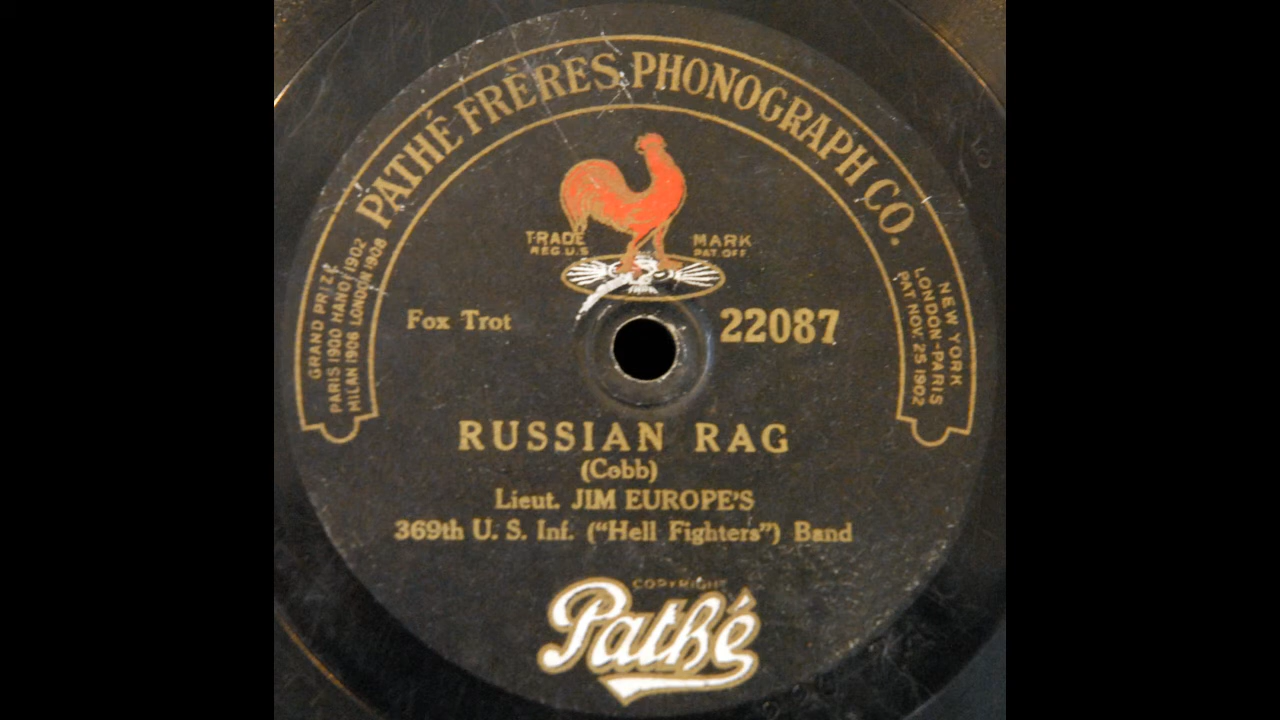 PATHÉ FRÈRES PHONOGRAPH CO.
GRAND PRIZE
PARIS 1900 HANOI 1902
MILAN 1906 LONDON 1908
NEW YORK
LONDON-PARIS
PAT NOV. 25 1902
TRADE MARK
REG. U.S. PAT. OFF
Fox Trot 22087
RUSSIAN RAG
(Cobb)
Lieut. JIM EUROPE'S
369th U. S. Inf. ("Hell Fighters") Band
COPYRIGHT
Pathé